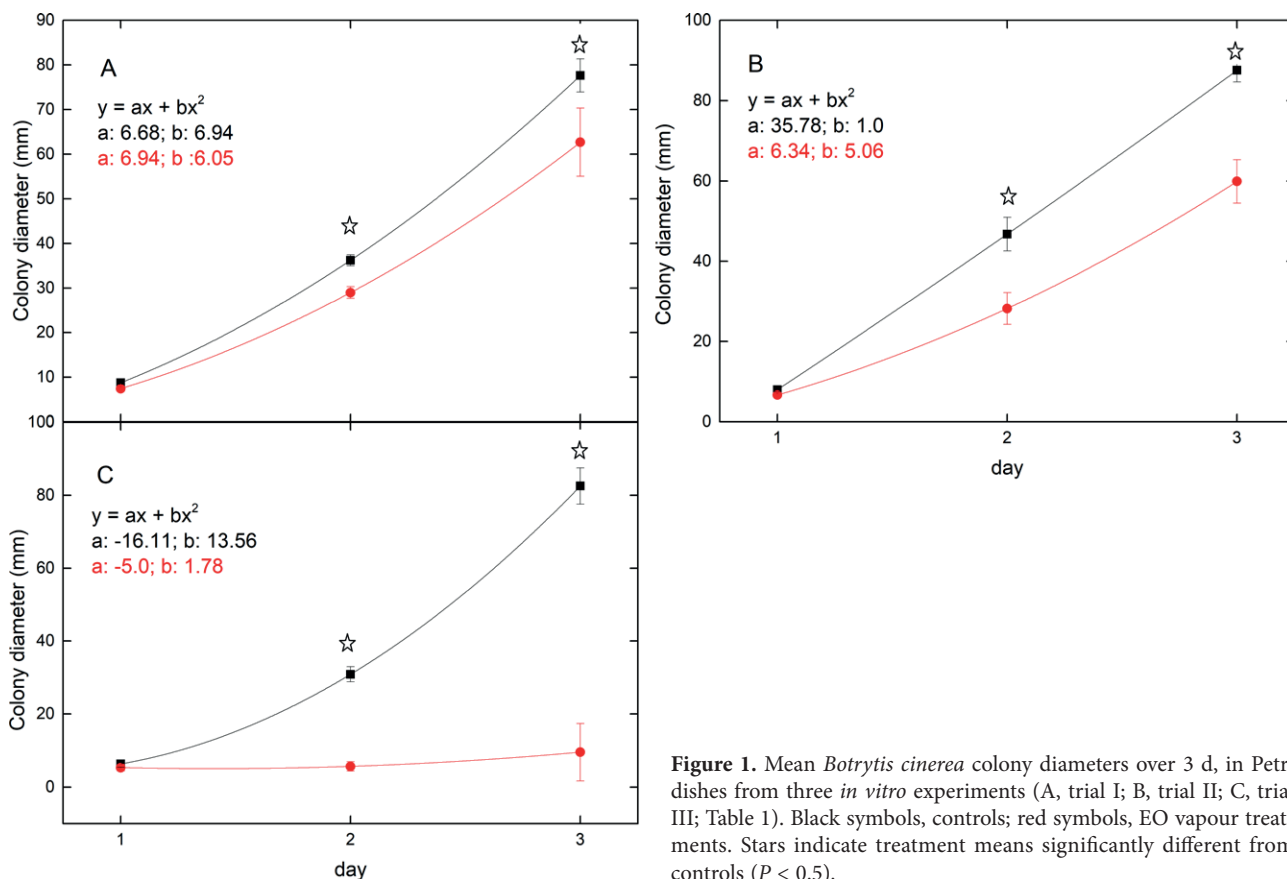 90
80
70
60
50
40
30
20
10
Colony diameter (mm)
A
y = ax + bx²
a: 6.68; b: 6.94
a: 6.94; b :6.05
100
80
60
40
20
0
Colony diameter (mm)
B
y = ax + bx²
a: 35.78; b: 1.0
a: 6.34; b: 5.06
1 2 3
day
100
80
60
40
20
0
Colony diameter (mm)
C
y = ax + bx²
a: -16.11; b: 13.56
a: -5.0; b: 1.78
1 2 3
day
Figure 1. Mean Botrytis cinerea colony diameters over 3 d, in Petr
dishes from three in vitro experiments (A, trial I; B, trial II; C, tria
III; Table 1). Black symbols, controls; red symbols, EO vapour treat-
ments. Stars indicate treatment means significantly different from
controls (P < 0.5).